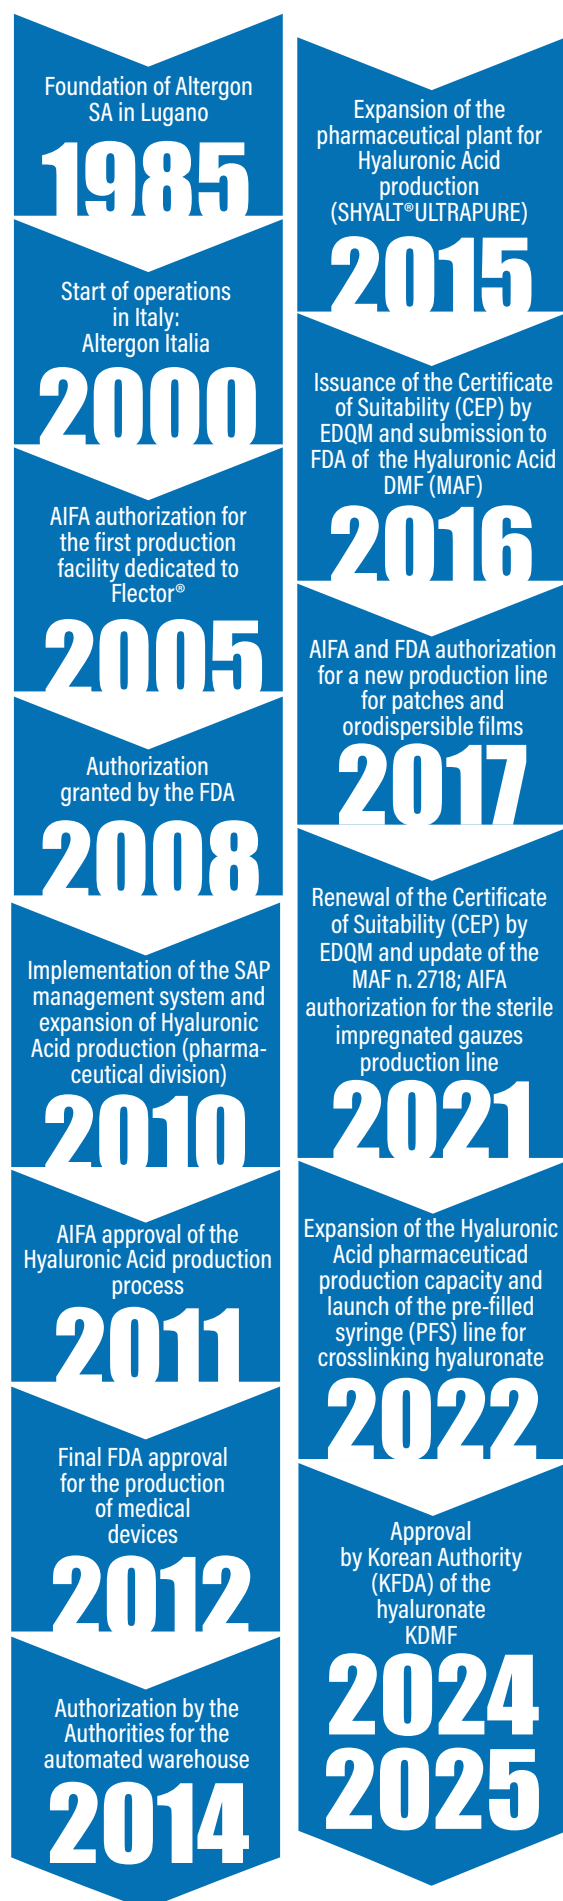 Foundation of Altergon
SA in Lugano
1985
Start of operations
in Italy:
Altergon Italia
2000
AIFA authorization for
the first production
facility dedicated to
Flector®
2005
Authorization
granted by the FDA
2008
Implementation of the SAP
management system and
expansion of Hyaluronic
Acid production (pharma-
ceutical division)
2010
AIFA approval of the
Hyaluronic Acid production
process
2011
Final FDA approval
for the production
of medical
devices
2012
Authorization by the
Authorities for the
automated warehouse
2014
Expansion of the
pharmaceutical plant for
Hyaluronic Acid
production
(SHYALT®ULTRAPURE)
2015
Issuance of the Certificate
of Suitability (CEP) by
EDQM and submission to
FDA of the Hyaluronic Acid
DMF (MAF)
2016
AIFA and FDA authorization
for a new production line
for patches and
orodispersible films
2017
Renewal of the Certificate
of Suitability (CEP) by
EDQM and update of the
MAF n. 2718; AIFA
authorization for the sterile
impregnated gauzes
production line
2021
Expansion of the Hyaluronic
Acid pharmaceuticad
production capacity and
launch of the pre-filled
syringe (PFS) line for
crosslinking hyaluronate
2022
Approval
by Korean Authority
(KFDA) of the
hyaluronate
KDMF
2024
2025